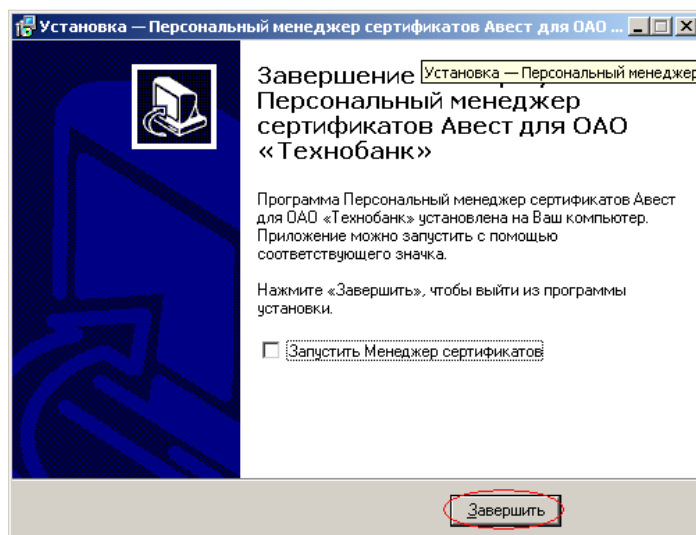 Установка — Персональный менеджер сертификатов Авест для ОАО ...
Установка — Персональный менеджер
Завершение
Персональный менеджер
сертификатов Авест для ОАО
«Технобанк»
Программа Персональный менеджер сертификатов Авест
для ОАО «Технобанк» установлена на Ваш компьютер.
Приложение можно запустить с помощью
соответствующего значка.
Нажмите «Завершить», чтобы выйти из программы
установки.
Запустить Менеджер сертификатов
Завершить